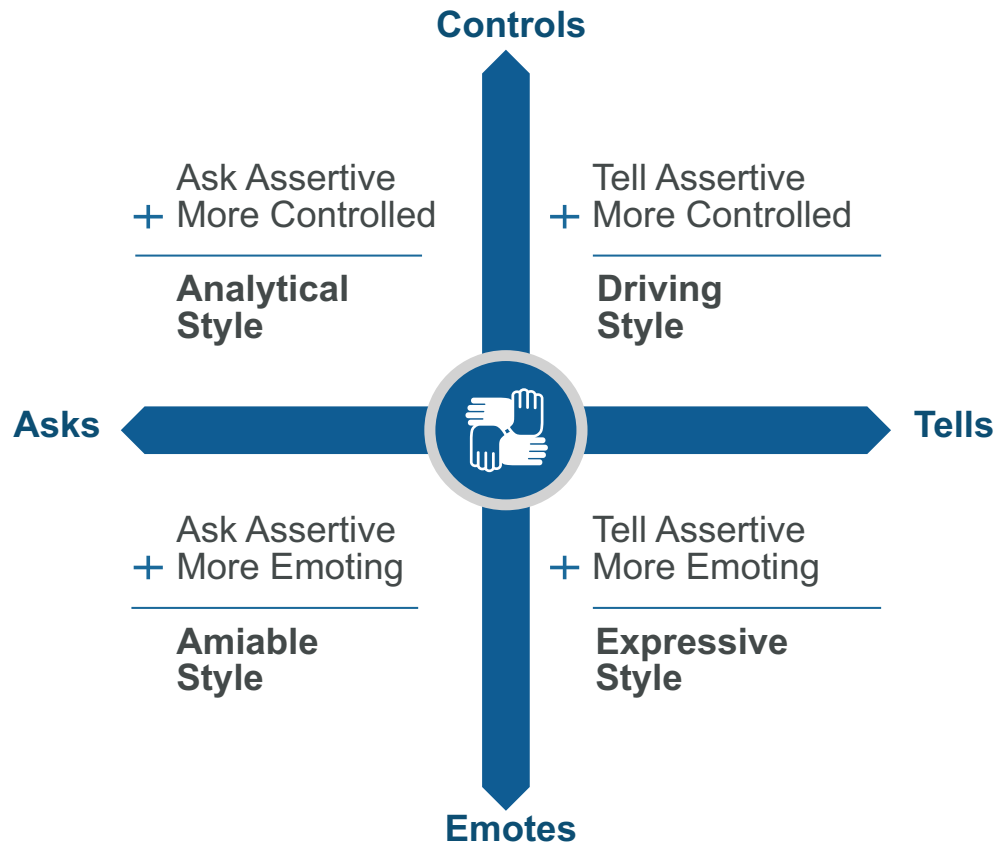 Controls
Ask Assertive
+ More Controlled
Analytical
Style
Tell Assertive
+ More Controlled
Driving
Style
Asks
Tells
Ask Assertive
+ More Emoting
Amiable
Style
Tell Assertive
+ More Emoting
Expressive
Style
Emotes